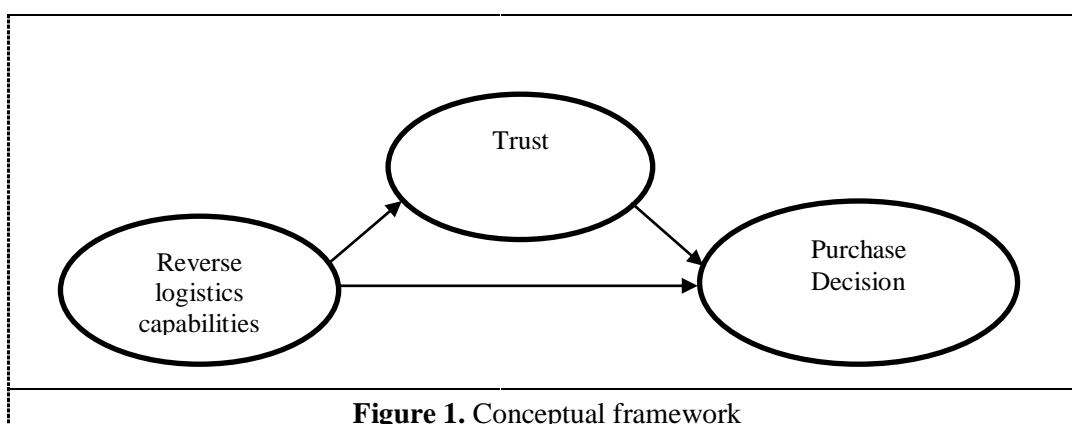 Trust
Reverse
logistics
capabilities
Purchase
Decision
Figure 1. Conceptual framework